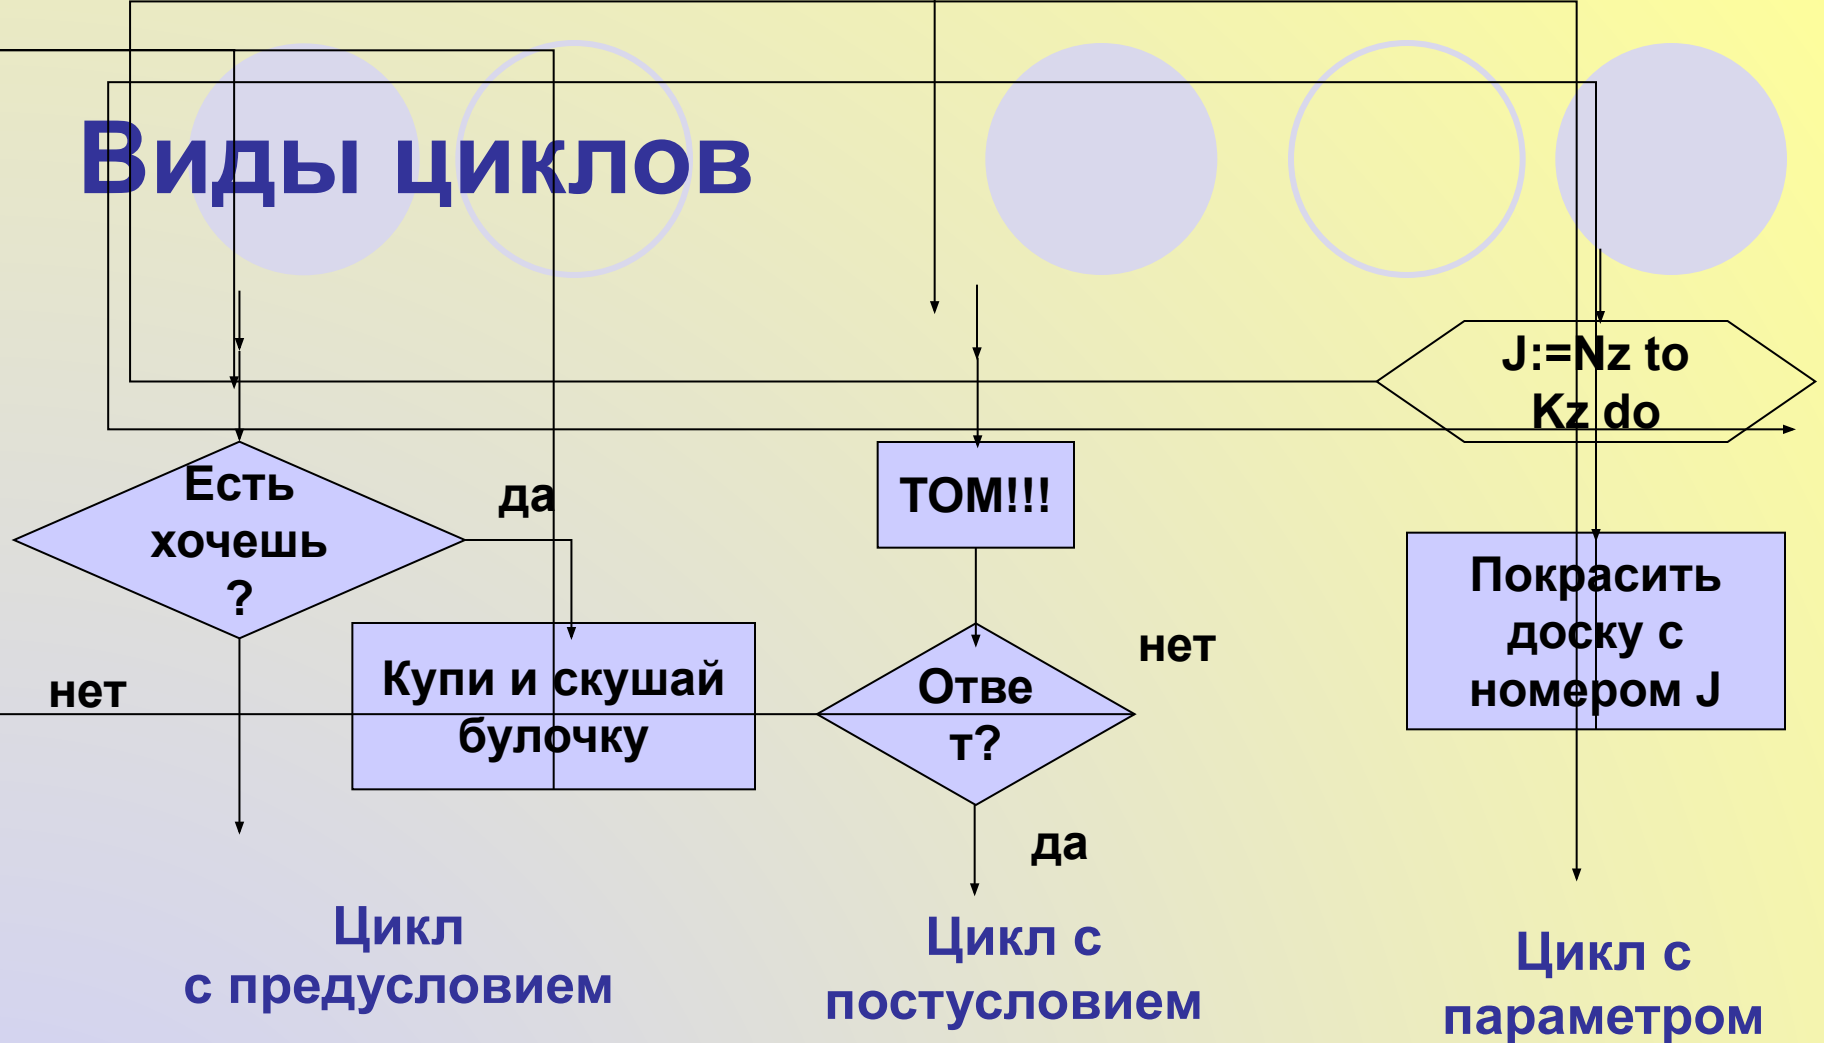 Виды циклов
Есть
хочешь
?
да
нет
Купи и скушай
булочку
Цикл
с предусловием
ТОМ!!!
Отве
т?
нет
да
Цикл с
постусловием
J:=Nz to
Kz do
Покрасить
доску с
номером J
Цикл с
параметром